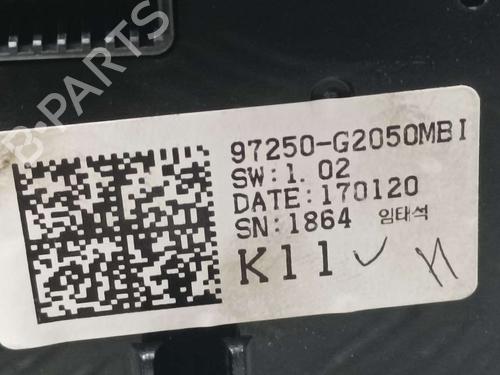 B-PARTS
97250-G2050MBI
SW:1.02
DATE:170120
SN:1864 임태석
K11